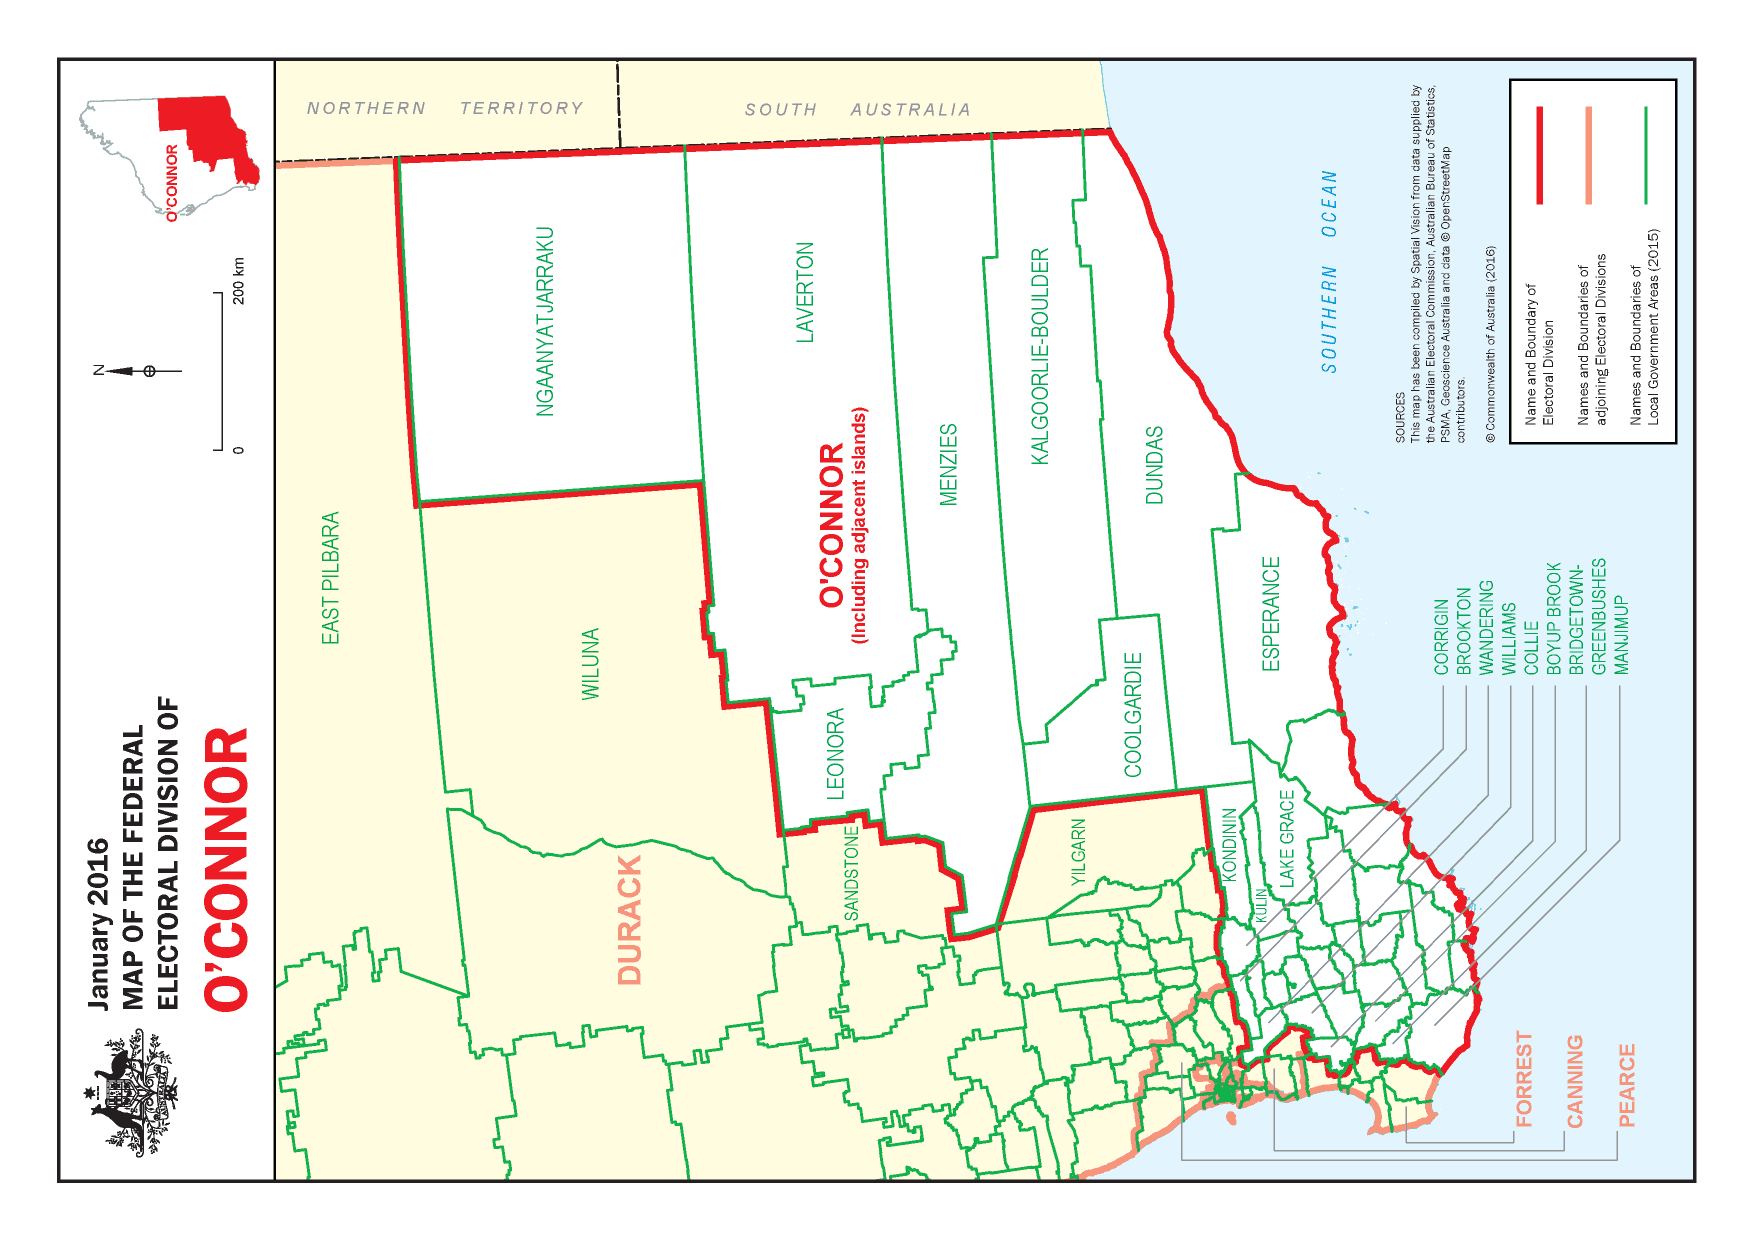 January 2016
MAP OF THE FEDERAL
ELECTORAL DIVISION OF
O'CONNOR
N
0
200 km
O'CONNOR
NORTHERN TERRITORY
SOUTH AUSTRALIA
EAST PILBARA
NGAANYATJARRAKU
WILUNA
DURACK
LAVERTON
O'CONNOR
(Including adjacent islands)
LEONORA
SANDSTONE
MENZIES
KALGOORLIE-BOULDER
COOLGARDIE
YILGARN
DUNDAS
ESPERANCE
KONDININ
KULIN
LAKE GRACE
SOUTHERN OCEAN
CORRIGIN
BROOKTON
WANDERING
WILLIAMS
COLLIE
BOYUP BROOK
BRIDGETOWN-
GREENBUSHES
MANJIMUP
FORREST
CANNING
PEARCE
SOURCES
This map has been compiled by Spatial Vision from data supplied by
the Australian Electoral Commission, Australian Bureau of Statistics,
PSMA, Geoscience Australia and data © OpenStreetMap
contributors.
© Commonwealth of Australia (2016)
Name and Boundary of
Electoral Division
Names and Boundaries of
adjoining Electoral Divisions
Names and Boundaries of
Local Government Areas (2015)